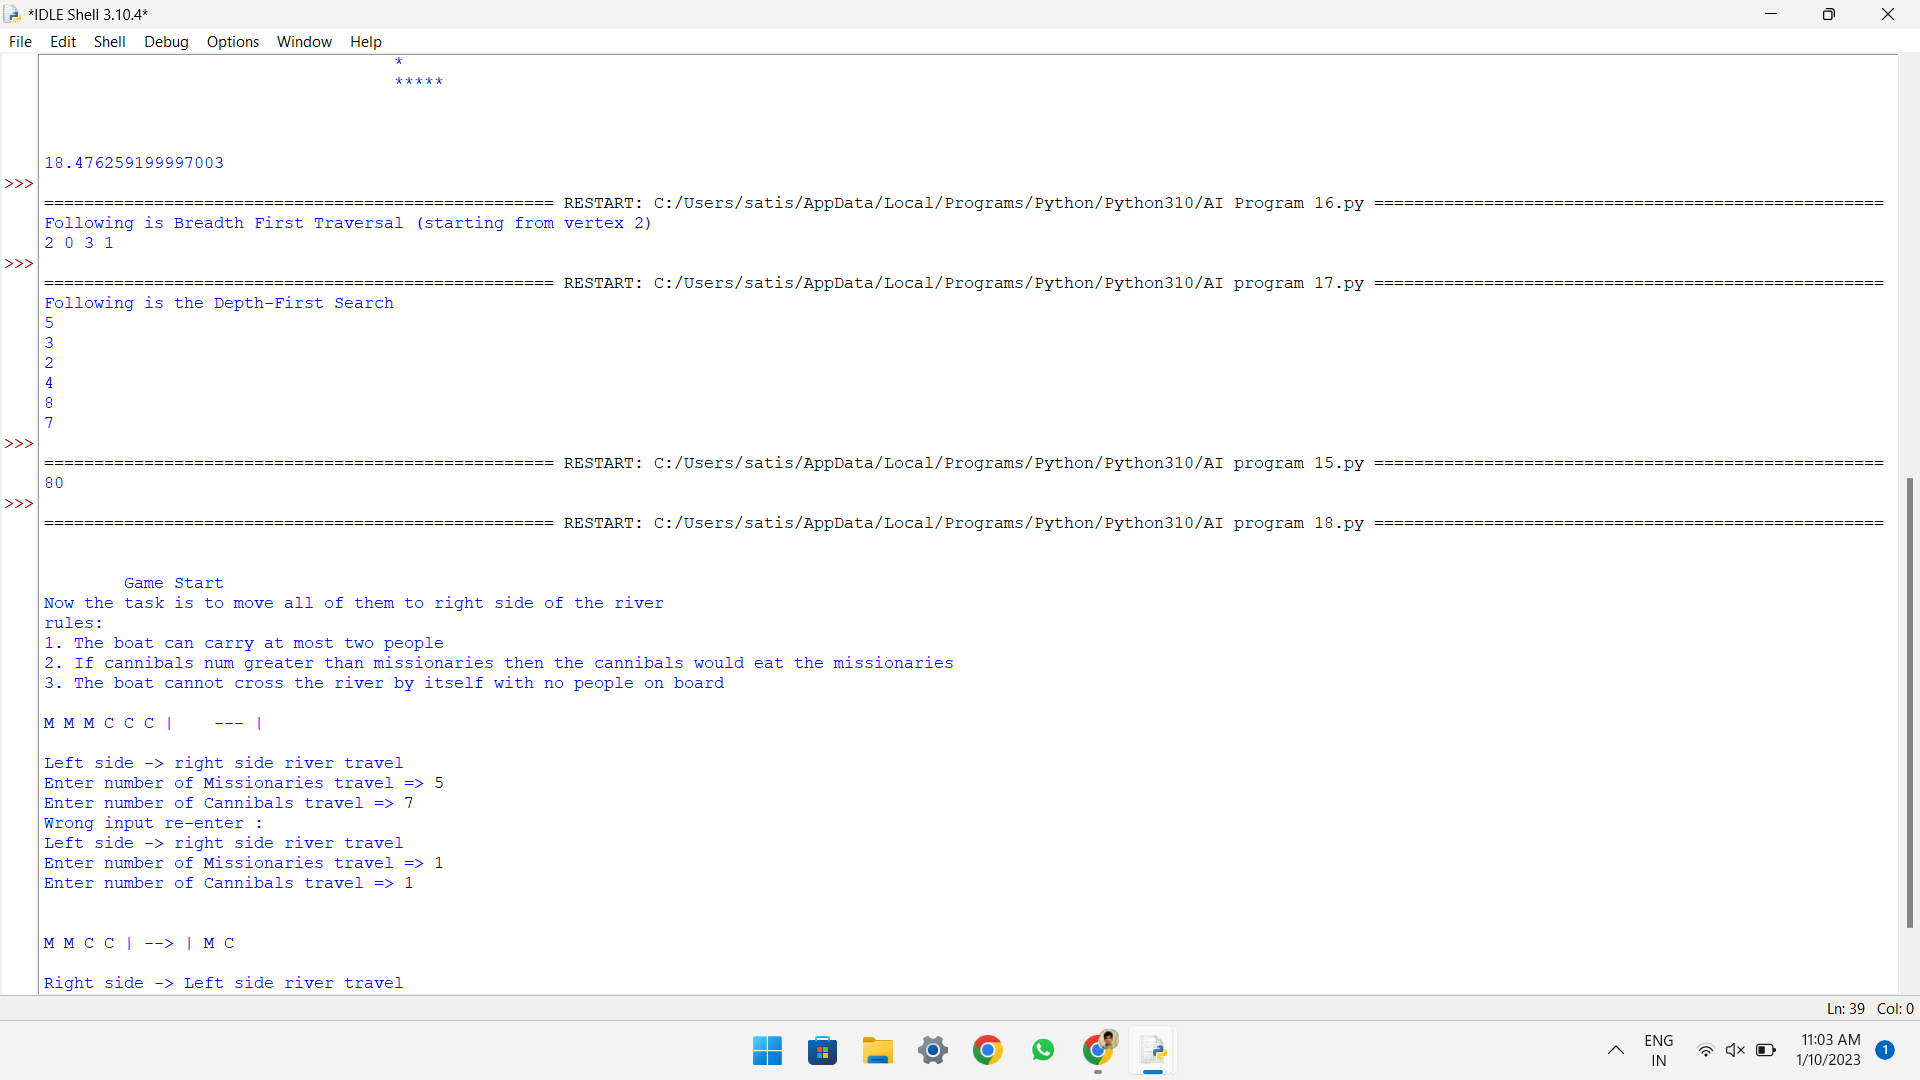 *IDLE Shell 3.10.4*
File Edit Shell Debug Options Window Help
*
*****
18.476259199997003
>>>
=================================================== RESTART: C:/Users/satis/AppData/Local/Programs/Python/Python310/AI Program 16.py ===================================================
Following is Breadth First Traversal (starting from vertex 2)
2 0 3 1
>>>
=================================================== RESTART: C:/Users/satis/AppData/Local/Programs/Python/Python310/AI program 17.py ===================================================
Following is the Depth-First Search
5
3
2
4
8
7
>>>
=================================================== RESTART: C:/Users/satis/AppData/Local/Programs/Python/Python310/AI program 15.py ===================================================
80
>>>
=================================================== RESTART: C:/Users/satis/AppData/Local/Programs/Python/Python310/AI program 18.py ===================================================
Game Start
Now the task is to move all of them to right side of the river
rules:
1. The boat can carry at most two people
2. If cannibals num greater than missionaries then the cannibals would eat the missionaries
3. The boat cannot cross the river by itself with no people on board
M M M C C C |    --- |
Left side -> right side river travel
Enter number of Missionaries travel => 5
Enter number of Cannibals travel => 7
Wrong input re-enter :
Left side -> right side river travel
Enter number of Missionaries travel => 1
Enter number of Cannibals travel => 1
M M C C | --> | M C
Right side -> Left side river travel
Ln: 39 Col: 0
ENG
IN
11:03 AM
1/10/2023
1